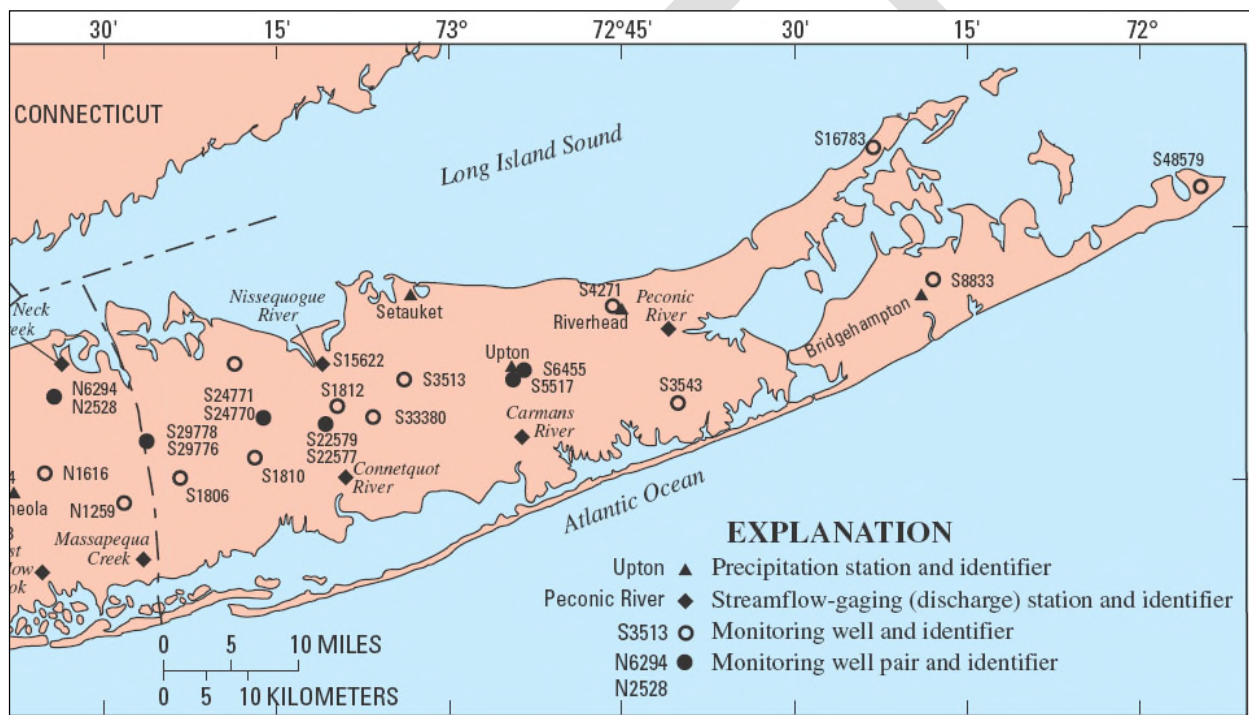 30'
15'
73°
72°45'
30'
15'
72°
CONNECTICUT
Long Island Sound
S16783
S48579
Neck
Nissequogue
River
Setauket
S4271
Riverhead
Peconic
River
S8833
Bridgehampton
N6294
N2528
S24771
S24770
S15622
S1812
S3513
S33380
Upton
S6455
S5517
S3543
S29778
S29776
S22579
S22577
Carmans
River
N1616
S1810
Connetquot
River
S1806
N1259
Massapequa
Creek
Atlantic Ocean
EXPLANATION
Upton Precipitation station and identifier
Peconic River Streamflow-gaging (discharge) station and identifier
S3513 Monitoring well and identifier
N6294 Monitoring well pair and identifier
N2528
0 5 10 MILES
0 5 10 KILOMETERS